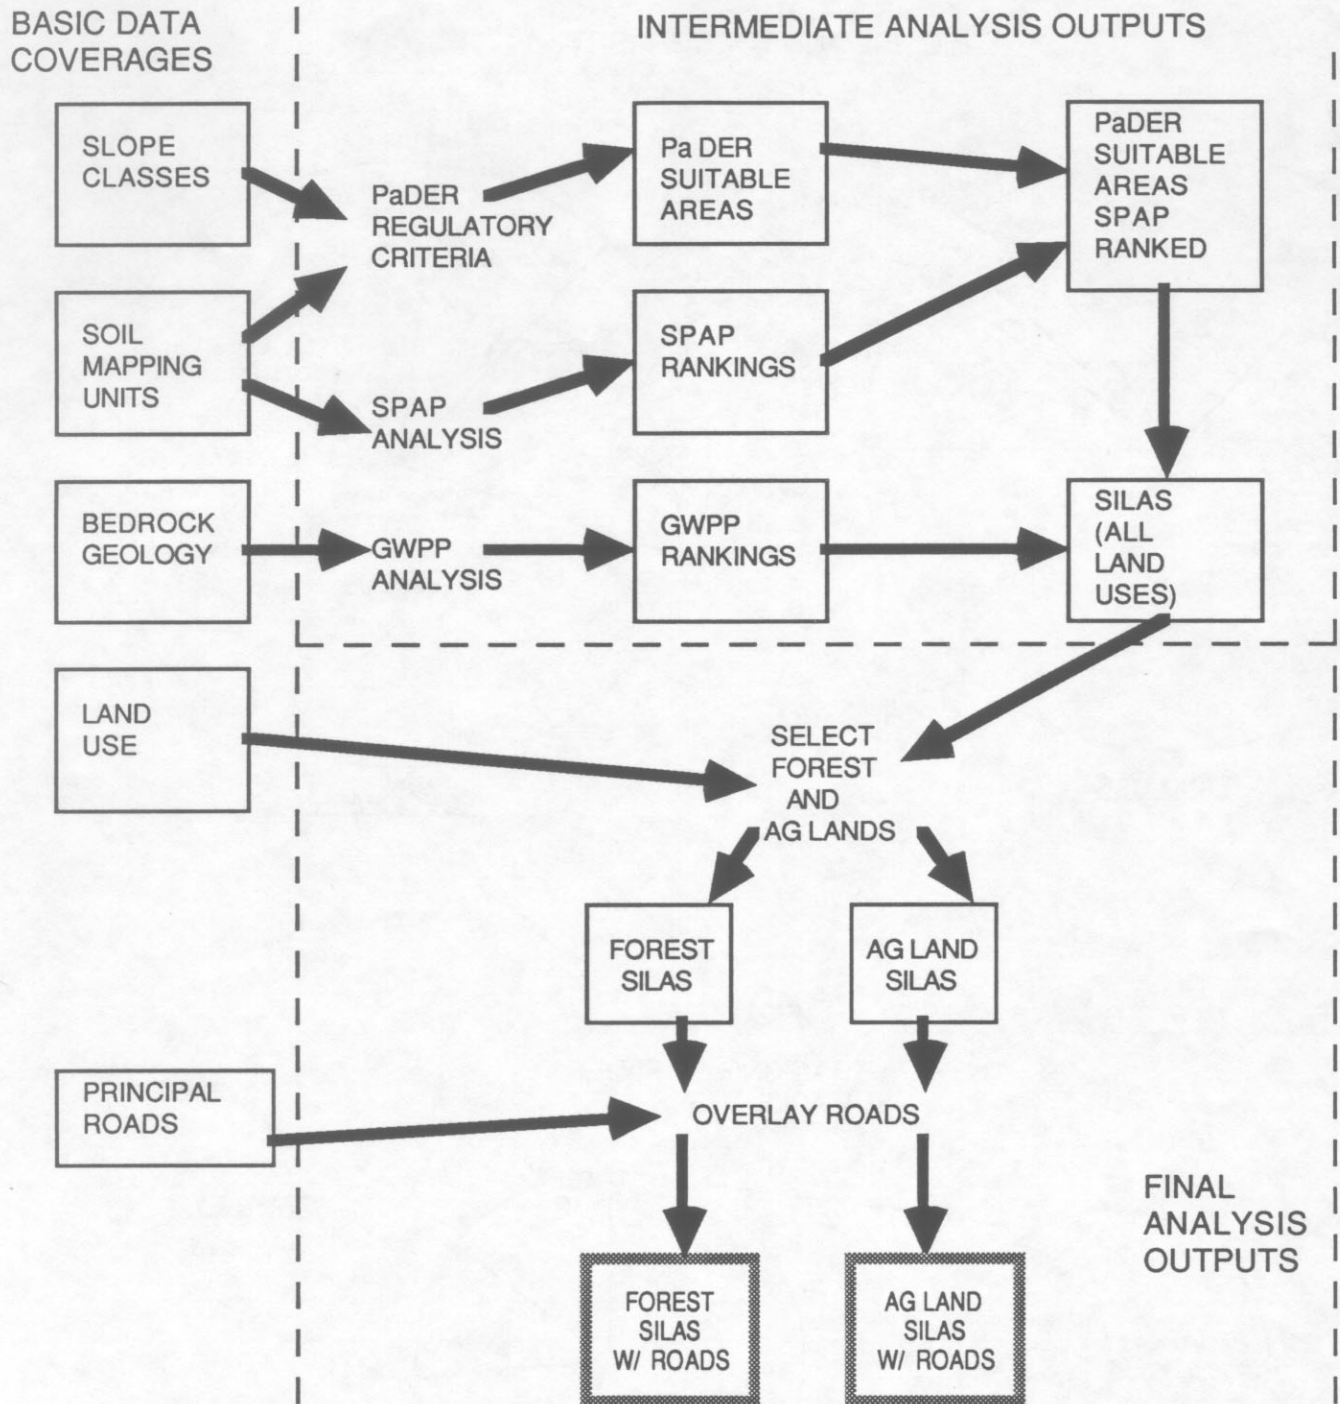 BASIC DATA
COVERAGES
INTERMEDIATE ANALYSIS OUTPUTS
SLOPE
CLASSES
PaDER
REGULATORY
CRITERIA
Pa DER
SUITABLE
AREAS
PaDER
SUITABLE
AREAS
SPAP
RANKED
SOIL
MAPPING
UNITS
SPAP
ANALYSIS
SPAP
RANKINGS
BEDROCK
GEOLOGY
GWPP
ANALYSIS
GWPP
RANKINGS
SILAS
(ALL
LAND
USES)
LAND
USE
SELECT
FOREST
AND
AG LANDS
FOREST
SILAS
AG LAND
SILAS
PRINCIPAL
ROADS
OVERLAY ROADS
FINAL
ANALYSIS
OUTPUTS
FOREST
SILAS
W/ ROADS
AG LAND
SILAS
W/ ROADS